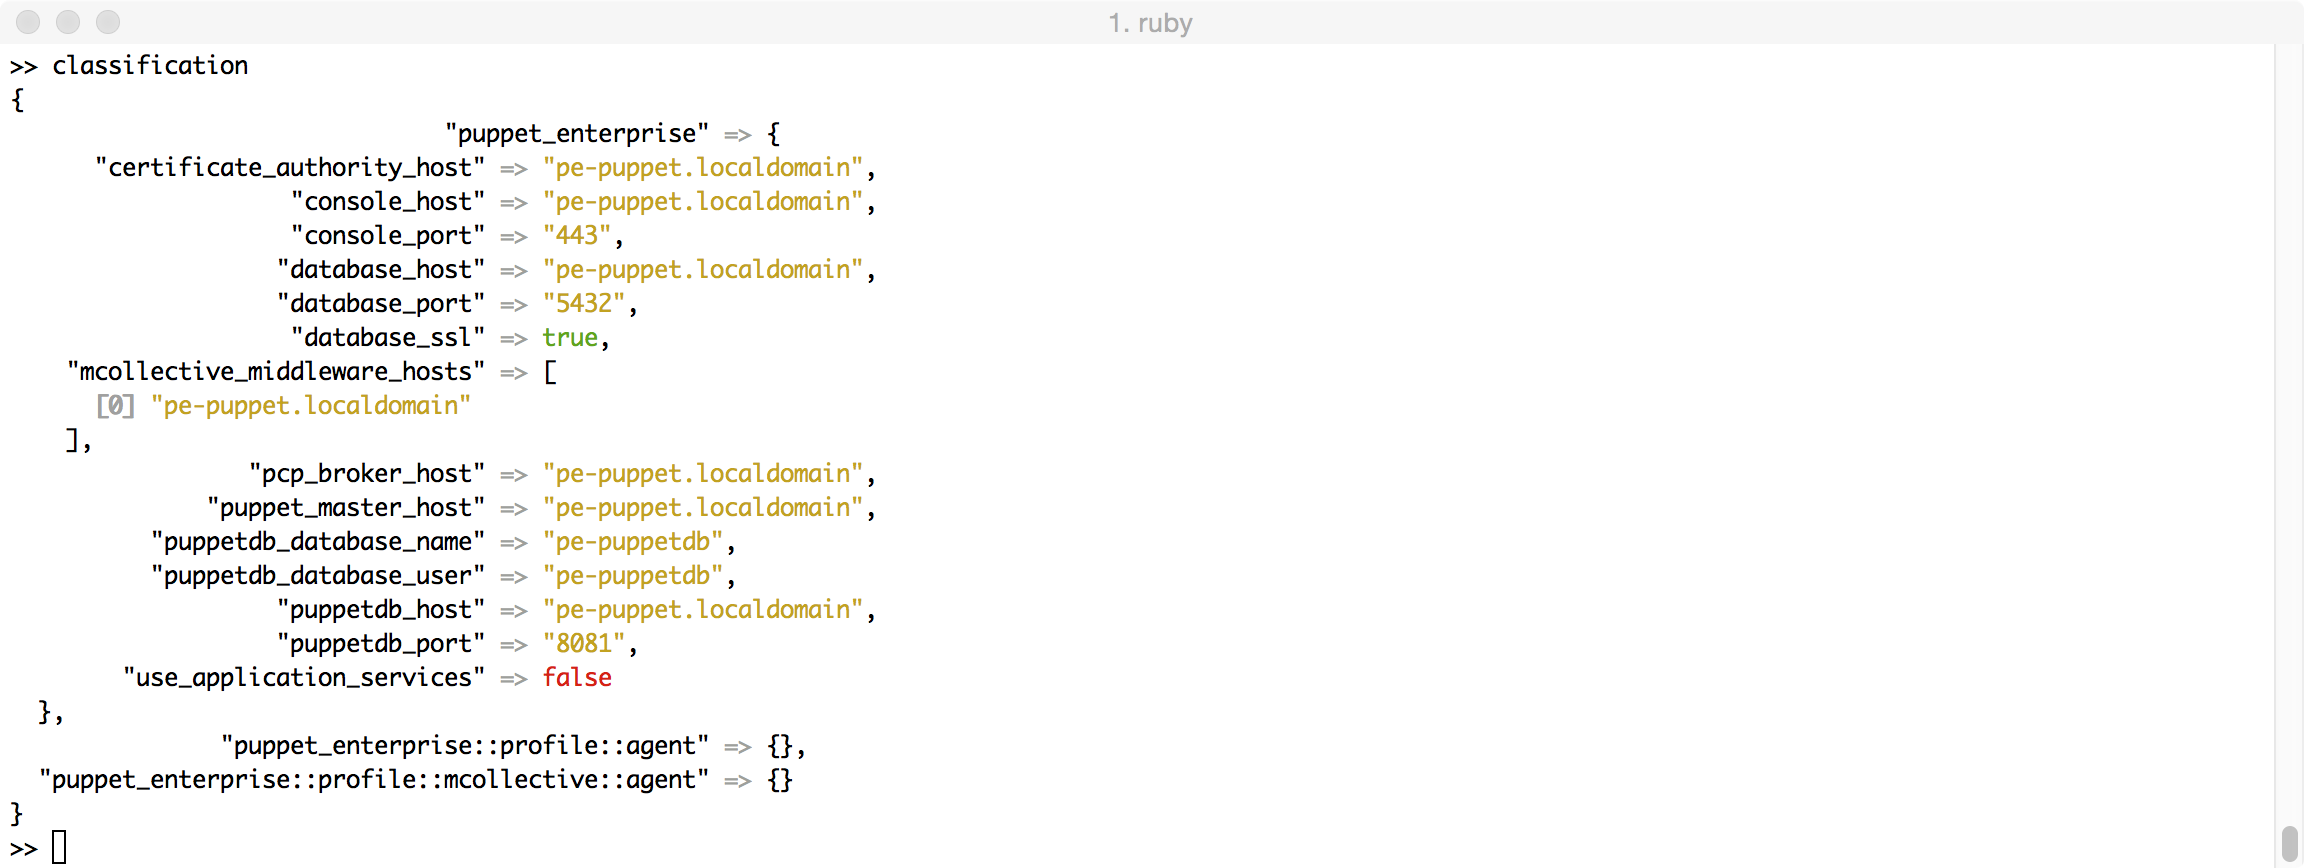 1. ruby
>> classification
{
"puppet_enterprise" => {
"certificate_authority_host" => "pe-puppet.localdomain",
"console_host" => "pe-puppet.localdomain",
"console_port" => "443",
"database_host" => "pe-puppet.localdomain",
"database_port" => "5432",
"database_ssl" => true,
"mcollective_middleware_hosts" => [
[0] "pe-puppet.localdomain"
],
"pcp_broker_host" => "pe-puppet.localdomain",
"puppet_master_host" => "pe-puppet.localdomain",
"puppetdb_database_name" => "pe-puppetdb",
"puppetdb_database_user" => "pe-puppetdb",
"puppetdb_host" => "pe-puppet.localdomain",
"puppetdb_port" => "8081",
"use_application_services" => false
},
"puppet_enterprise::profile::agent" => {},
"puppet_enterprise::profile::mcollective::agent" => {}
}
>>